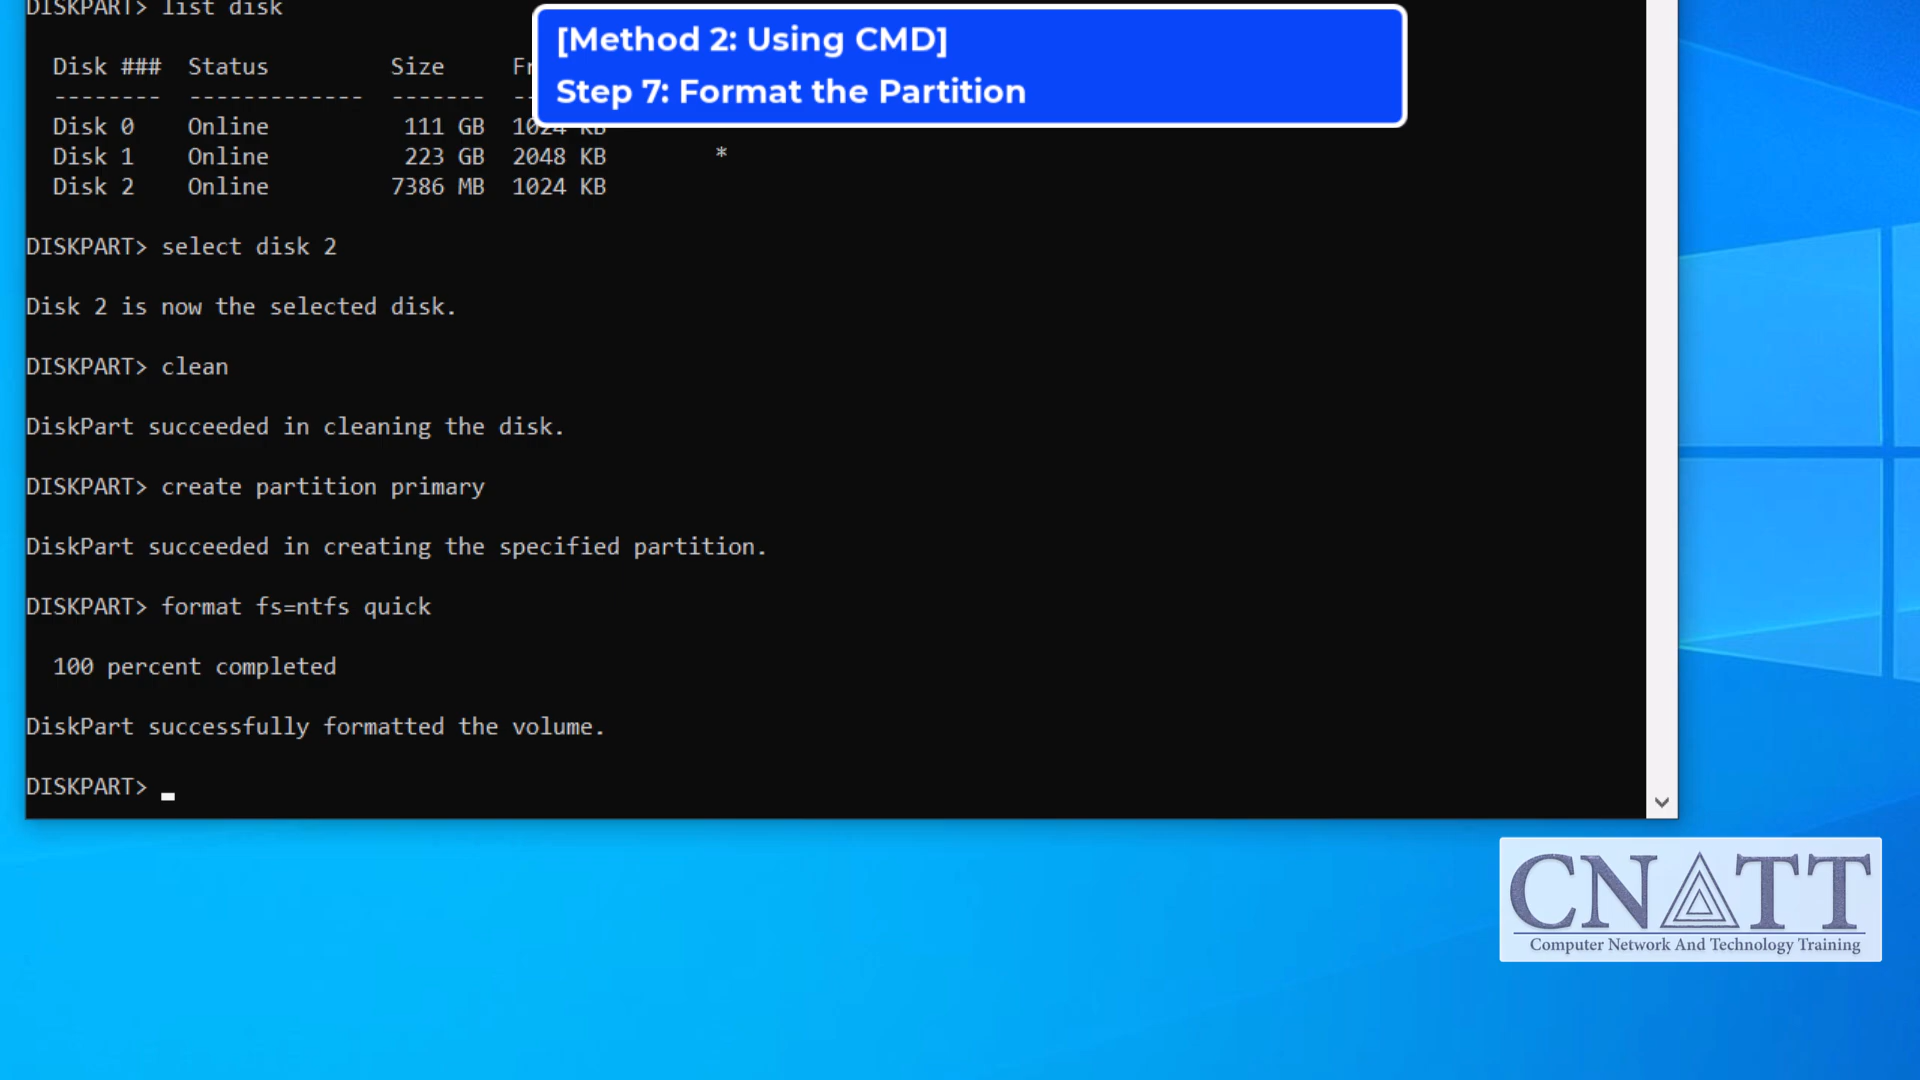 DISKPART> list disk
[Method 2: Using CMD]
Step 7: Format the Partition
Disk ### Status Size Fr
-------- ------------- ------- --
Disk 0 Online 111 GB 1024 KB
Disk 1 Online 223 GB 2048 KB *
Disk 2 Online 7386 MB 1024 KB
DISKPART> select disk 2
Disk 2 is now the selected disk.
DISKPART> clean
DiskPart succeeded in cleaning the disk.
DISKPART> create partition primary
DiskPart succeeded in creating the specified partition.
DISKPART> format fs=ntfs quick
100 percent completed
DiskPart successfully formatted the volume.
DISKPART>
CNATT
Computer Network And Technology Training